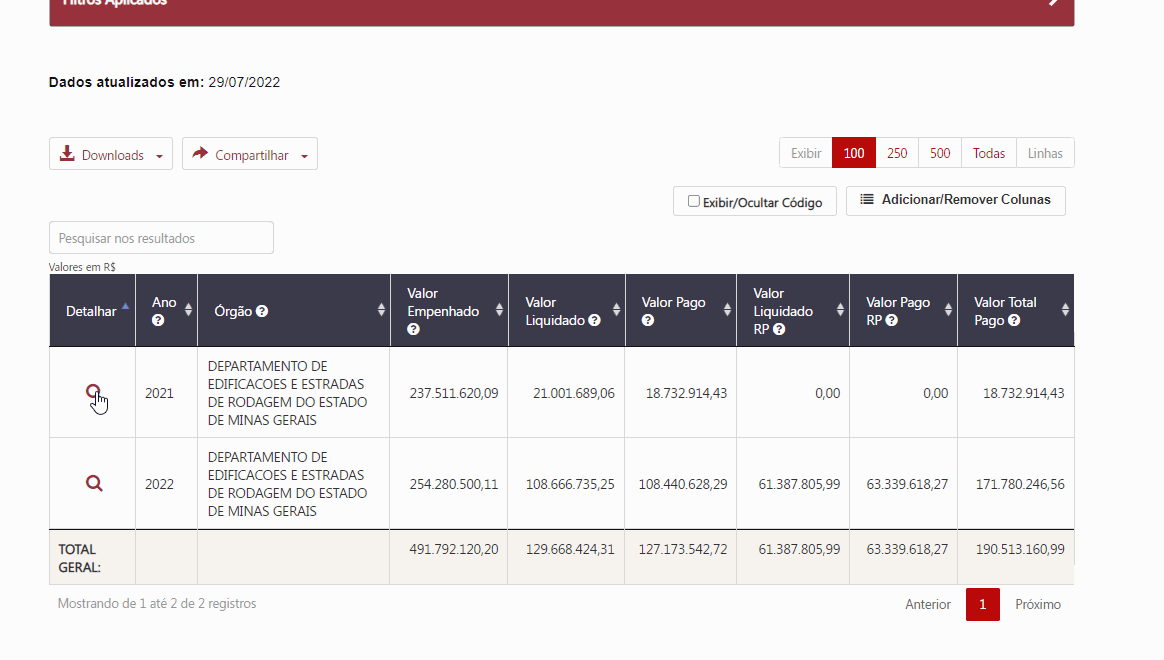 Filtros Aplicados
Dados atualizados em: 29/07/2022
Downloads
Compartilhar
Exibir 100 250 500 Todas Linhas
Exibir/Ocultar Código
Adicionar/Remover Colunas
Pesquisar nos resultados
Valores em R$
Detalhar
Ano
Órgão
Valor
Empenhado
Valor
Liquidado
Valor Pago
Valor
Liquidado
RP
Valor Pago
RP
Valor Total
Pago
2021
DEPARTAMENTO DE
EDIFICACOES E ESTRADAS
DE RODAGEM DO ESTADO
DE MINAS GERAIS
237.511.620,09 21.001.689,06 18.732.914,43 0,00 0,00 18.732.914,43
2022
DEPARTAMENTO DE
EDIFICACOES E ESTRADAS
DE RODAGEM DO ESTADO
DE MINAS GERAIS
254.280.500,11 108.666.735,25 108.440.628,29 61.387.805,99 63.339.618,27 171.780.246,56
TOTAL
GERAL:
491.792.120,20 129.668.424,31 127.173.542,72 61.387.805,99 63.339.618,27 190.513.160,99
Mostrando de 1 até 2 de 2 registros
Anterior 1 Próximo